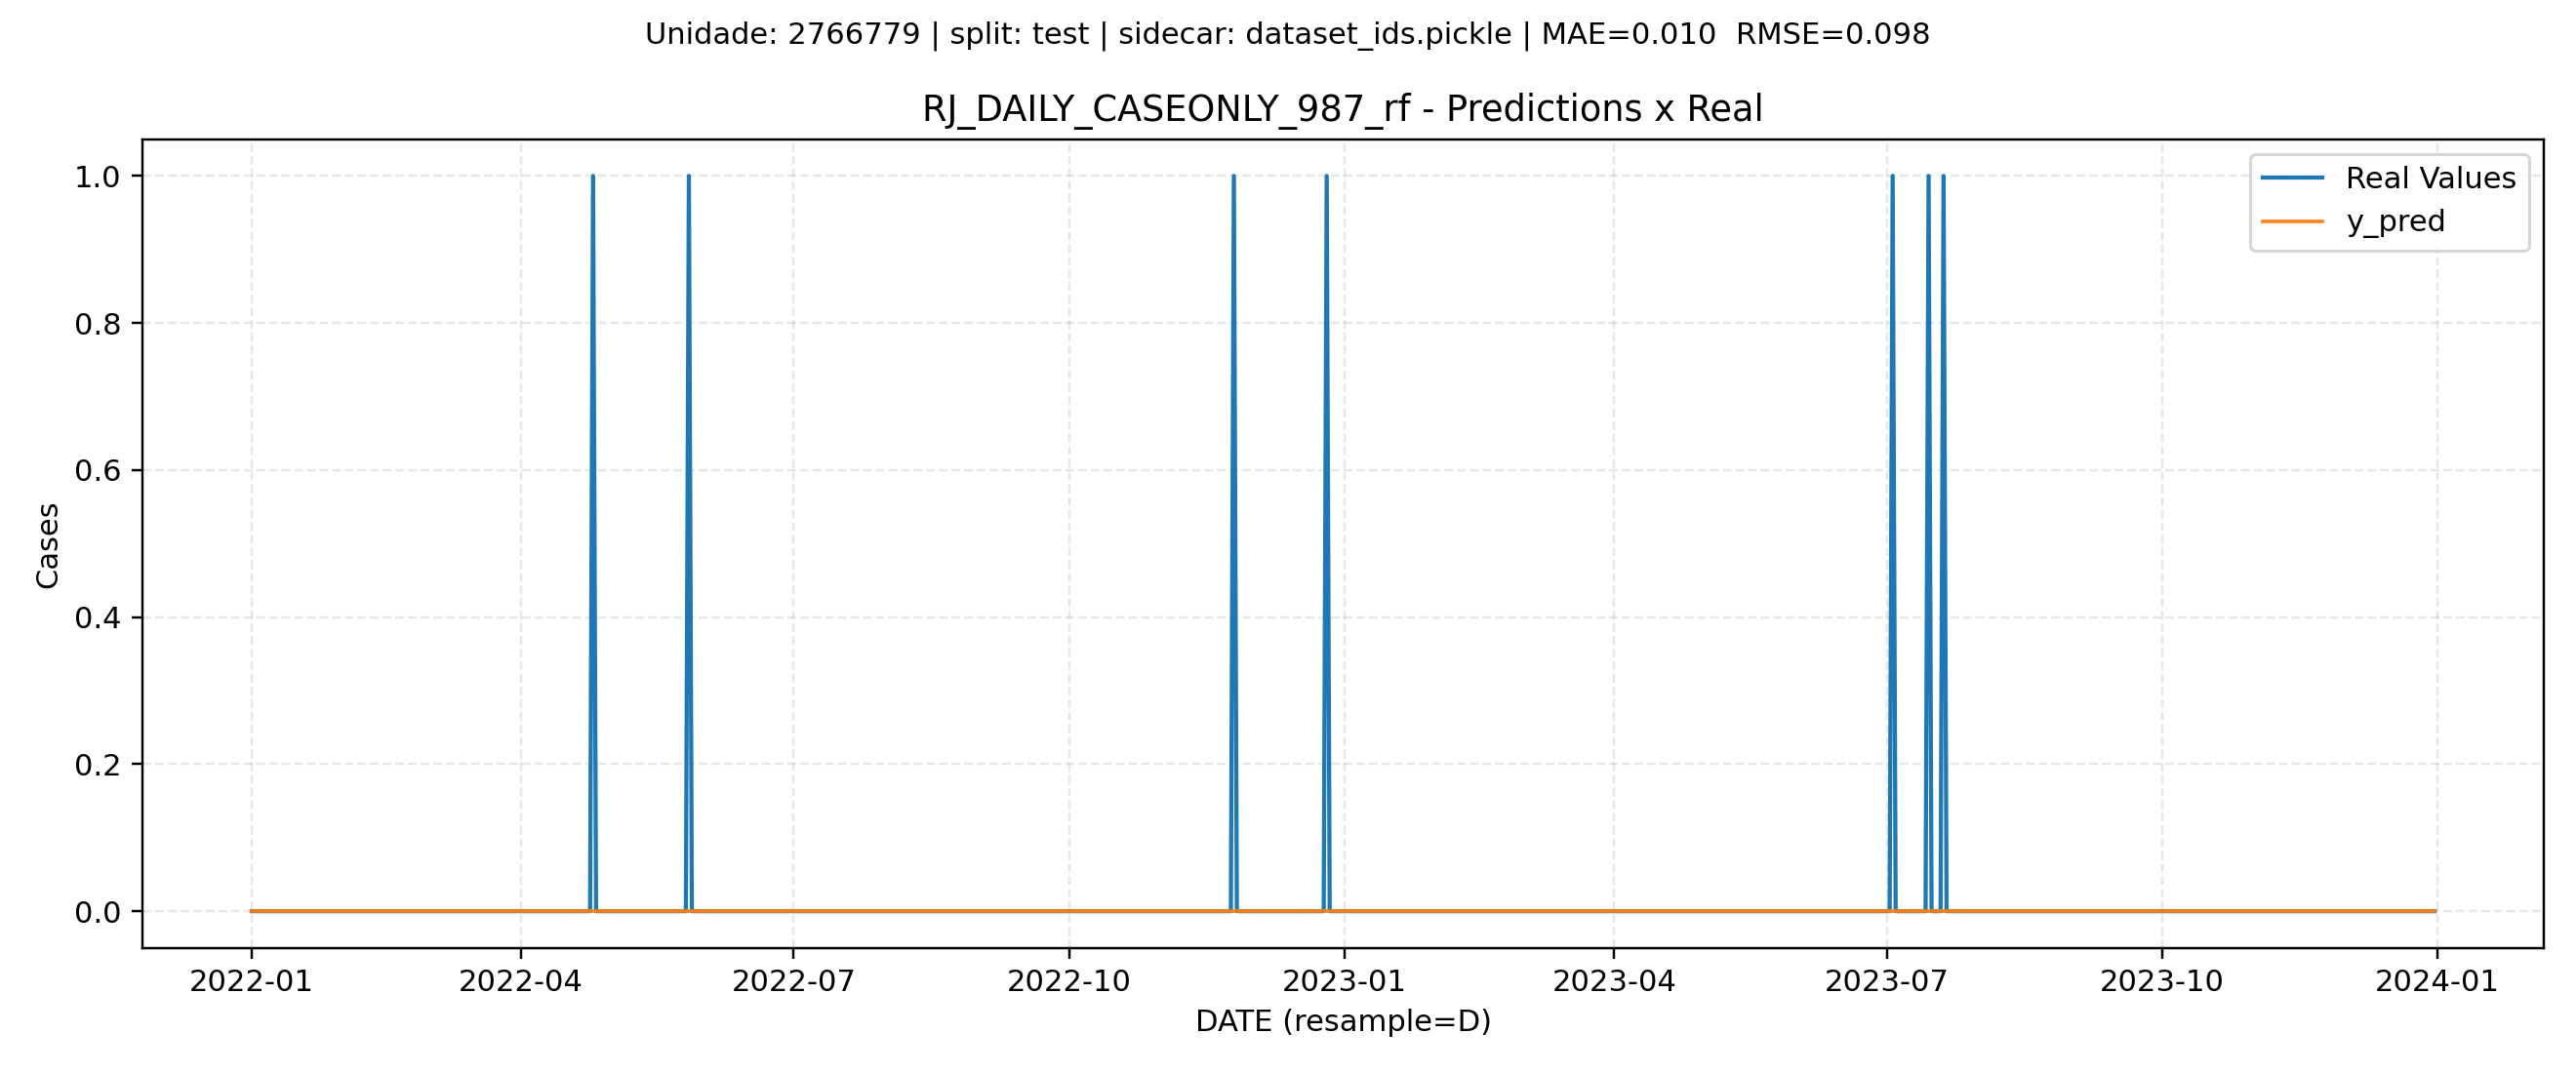 Unidade: 2766779 | split: test | sidecar: dataset_ids.pickle | MAE=0.010  RMSE=0.098
RJ_DAILY_CASEONLY_987_rf - Predictions x Real
Real Values
y_pred
1.0
0.8
0.6
0.4
0.2
0.0
Cases
2022-01 2022-04 2022-07 2022-10 2023-01 2023-04 2023-07 2023-10 2024-01
DATE (resample=D)